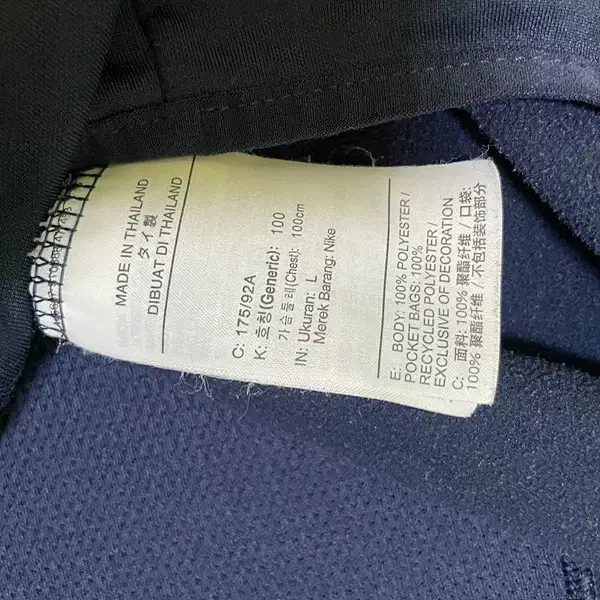 MADE IN THAILAND
タイ製
DIBUAT DI THAILAND
C: 175/92A
K: 호칭(Generic): 100
가슴둘레(Chest): 100cm
IN: Ukuran: L
Merek Barang: Nike
E: BODY: 100% POLYESTER /
POCKET BAGS: 100%
RECYCLED POLYESTER /
EXCLUSIVE OF DECORATION
C: 面料: 100% 聚酯纤维 / 口袋:
100% 聚酯纤维 / 不包括装饰部分